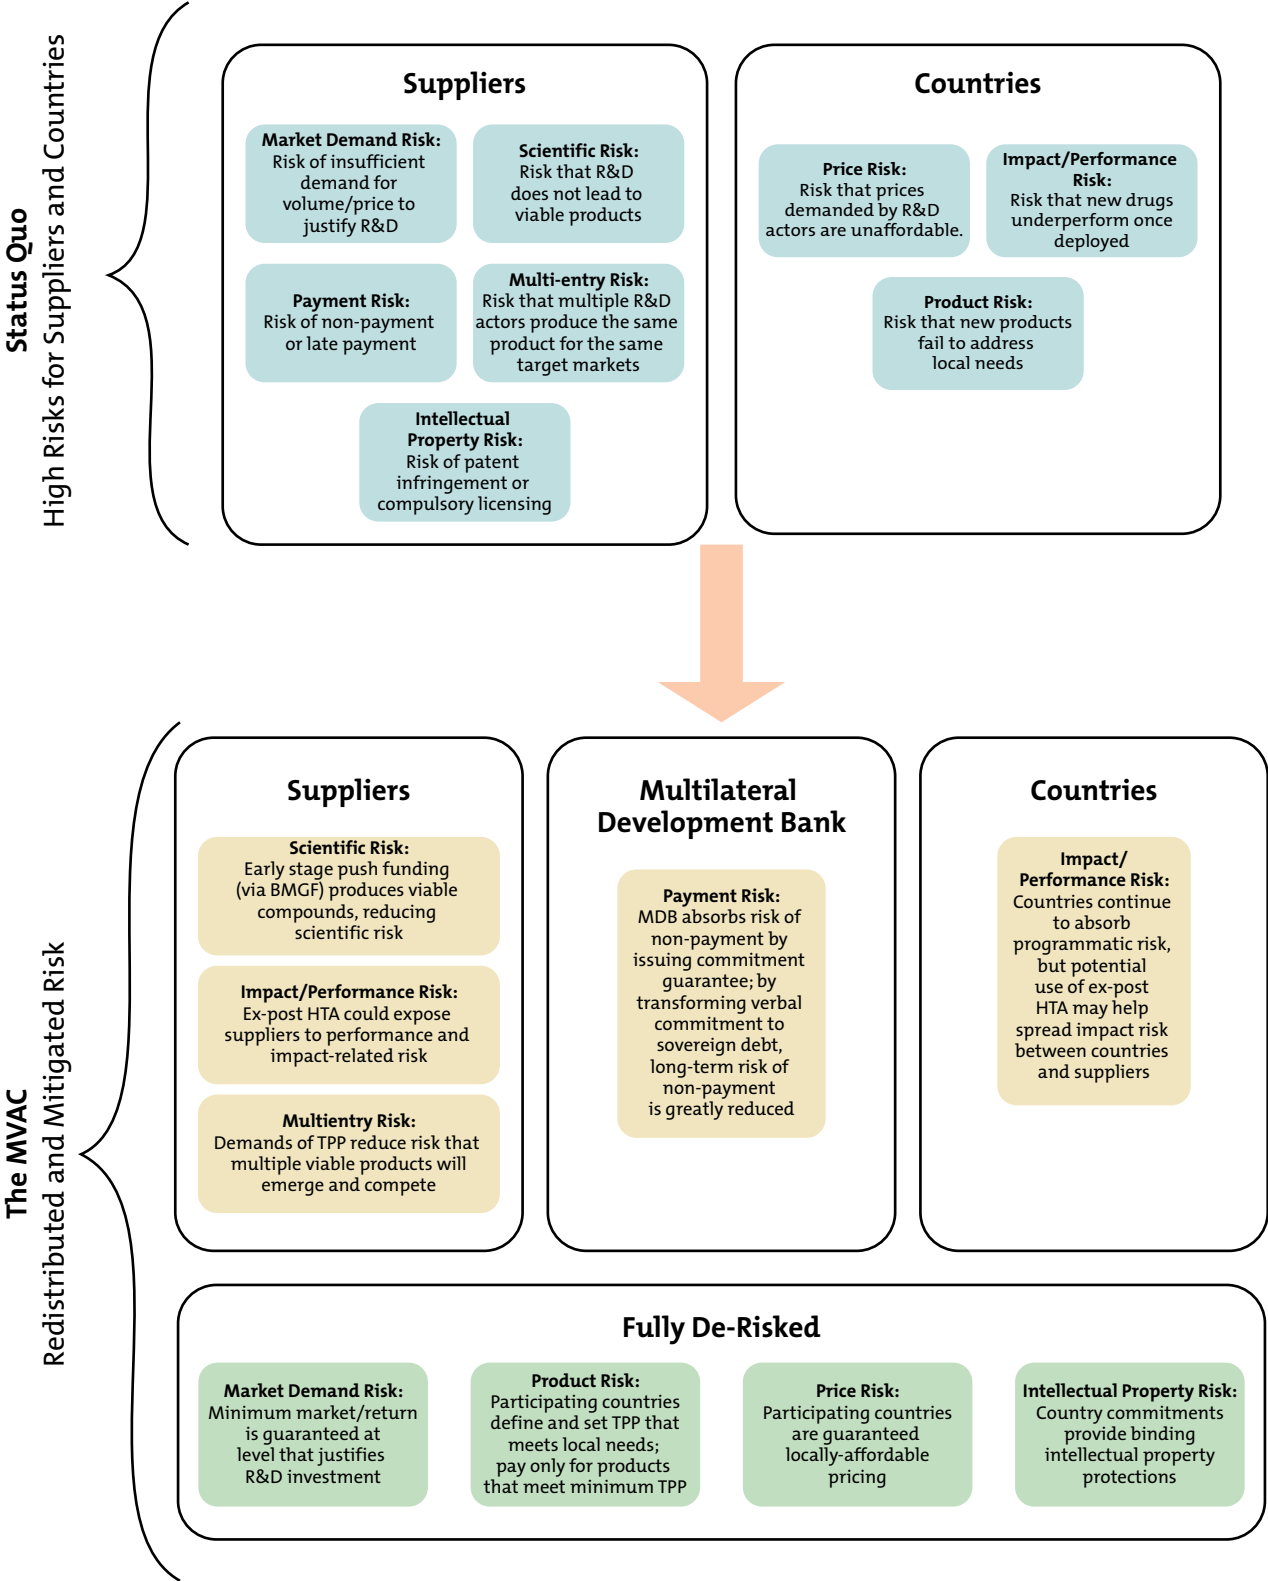 Status Quo
High Risks for Suppliers and Countries
Suppliers
Market Demand Risk:
Risk of insufficient
demand for
volume/price to
justify R&D
Scientific Risk:
Risk that R&D
does not lead to
viable products
Payment Risk:
Risk of non-payment
or late payment
Multi-entry Risk:
Risk that multiple R&D
actors produce the same
product for the same
target markets
Intellectual
Property Risk:
Risk of patent
infringement or
compulsory licensing
Countries
Price Risk:
Risk that prices
demanded by R&D
actors are unaffordable.
Impact/Performance
Risk:
Risk that new drugs
underperform once
deployed
Product Risk:
Risk that new products
fail to address
local needs
The MVAC
Redistributed and Mitigated Risk
Suppliers
Scientific Risk:
Early stage push funding
(via BMGF) produces viable
compounds, reducing
scientific risk
Impact/Performance Risk:
Ex-post HTA could expose
suppliers to performance and
impact-related risk
Multientry Risk:
Demands of TPP reduce risk that
multiple viable products will
emerge and compete
Multilateral
Development Bank
Payment Risk:
MDB absorbs risk of
non-payment by
issuing commitment
guarantee; by
transforming verbal
commitment to
sovereign debt,
long-term risk of
non-payment
is greatly reduced
Countries
Impact/
Performance Risk:
Countries continue
to absorb
programmatic risk,
but potential
use of ex-post
HTA may help
spread impact risk
between countries
and suppliers
Fully De-Risked
Market Demand Risk:
Minimum market/return
is guaranteed at
level that justifies
R&D investment
Product Risk:
Participating countries
define and set TPP that
meets local needs;
pay only for products
that meet minimum TPP
Price Risk:
Participating countries
are guaranteed
locally-affordable
pricing
Intellectual Property Risk:
Country commitments
provide binding
intellectual property
protections